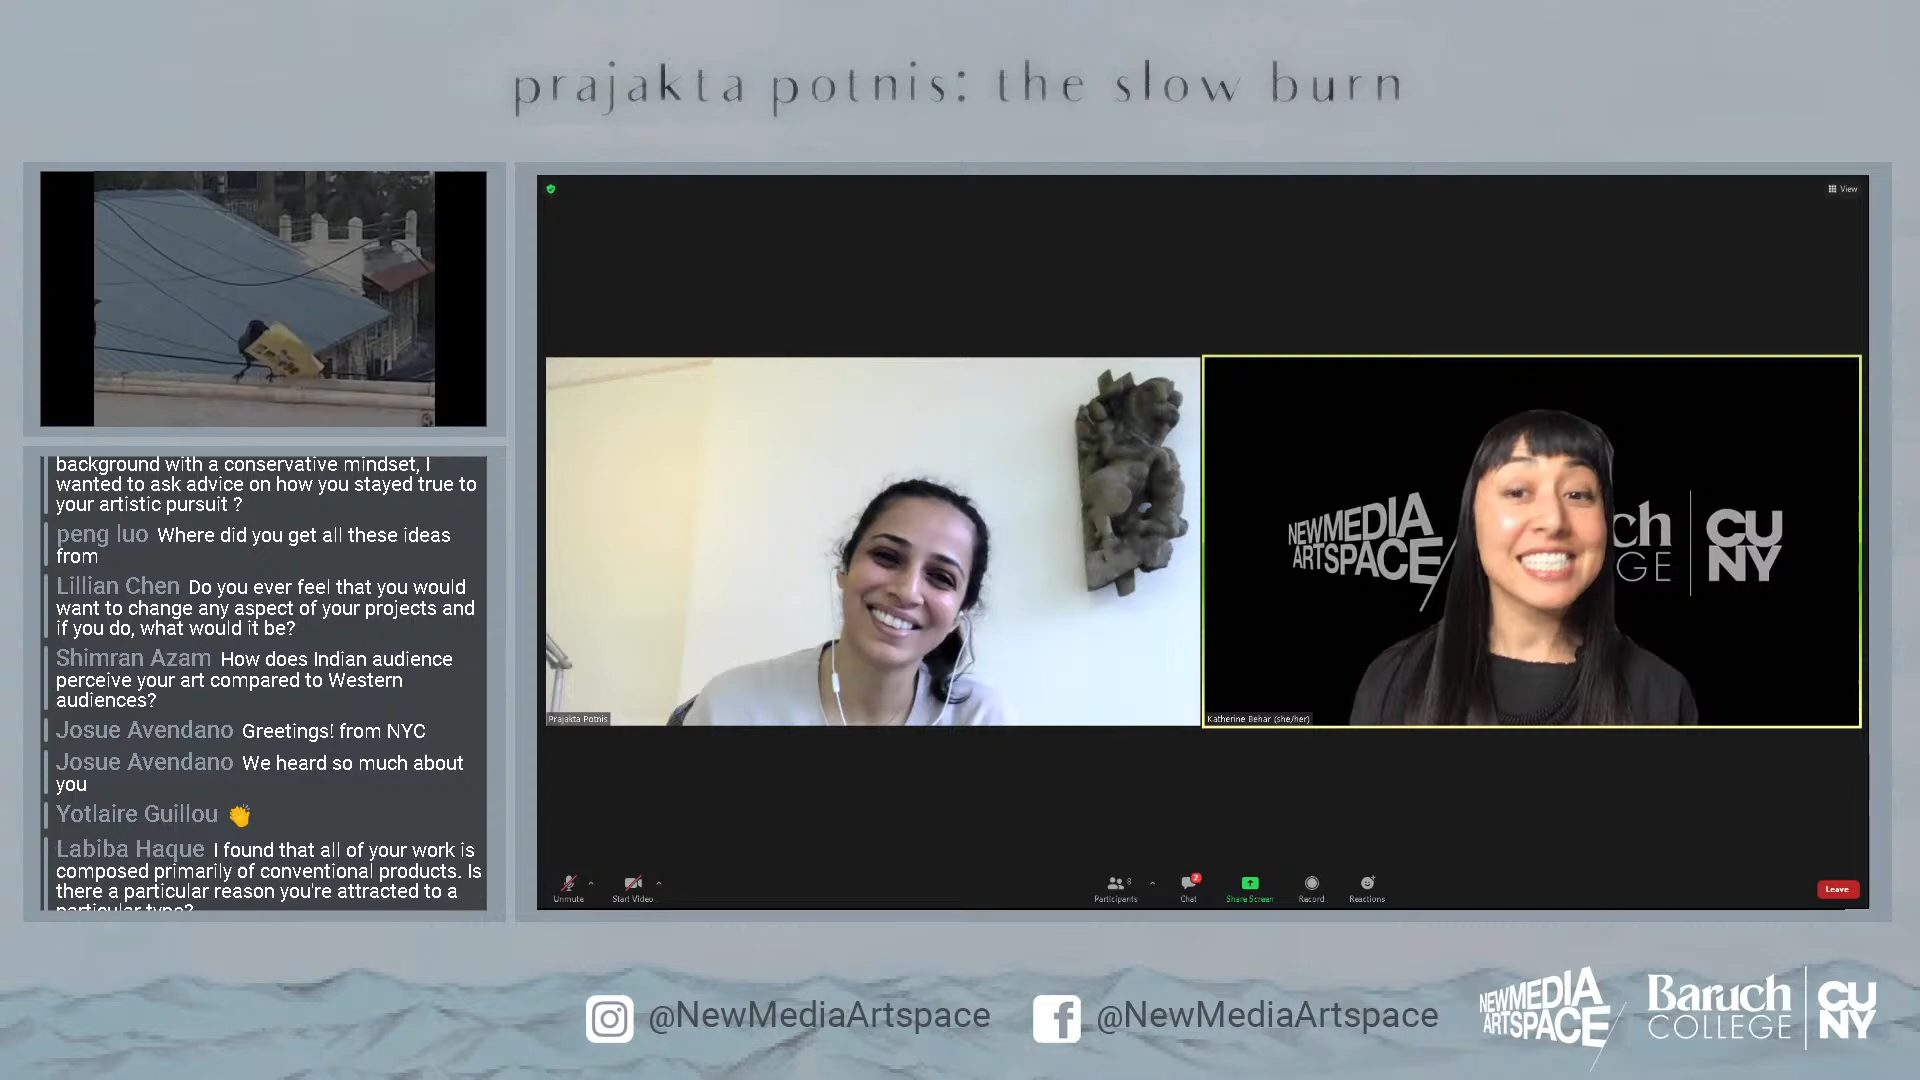 prajakta potnis: the slow burn
View
background with a conservative mindset, I
wanted to ask advice on how you stayed true to
your artistic pursuit ?
peng luo Where did you get all these ideas
from
Lillian Chen Do you ever feel that you would
want to change any aspect of your projects and
if you do, what would it be?
Shimran Azam How does Indian audience
perceive your art compared to Western
audiences?
Josue Avendano Greetings! from NYC
Josue Avendano We heard so much about
you
Yotlaire Guillou 👏
Labiba Haque I found that all of your work is
composed primarily of conventional products. Is
there a particular reason you're attracted to a
particular type?
NEWMEDIA
ARTSPACE
ch
GE
CU
NY
Prajakta Potnis
Katherine Behar (she/her)
Unmute
Start Video
8
Participants
2
Chat
Share Screen
Record
Reactions
Leave
@NewMediaArtspace
@NewMediaArtspace
NEWMEDIA
ARTSPACE
Baruch
COLLEGE
CU
NY